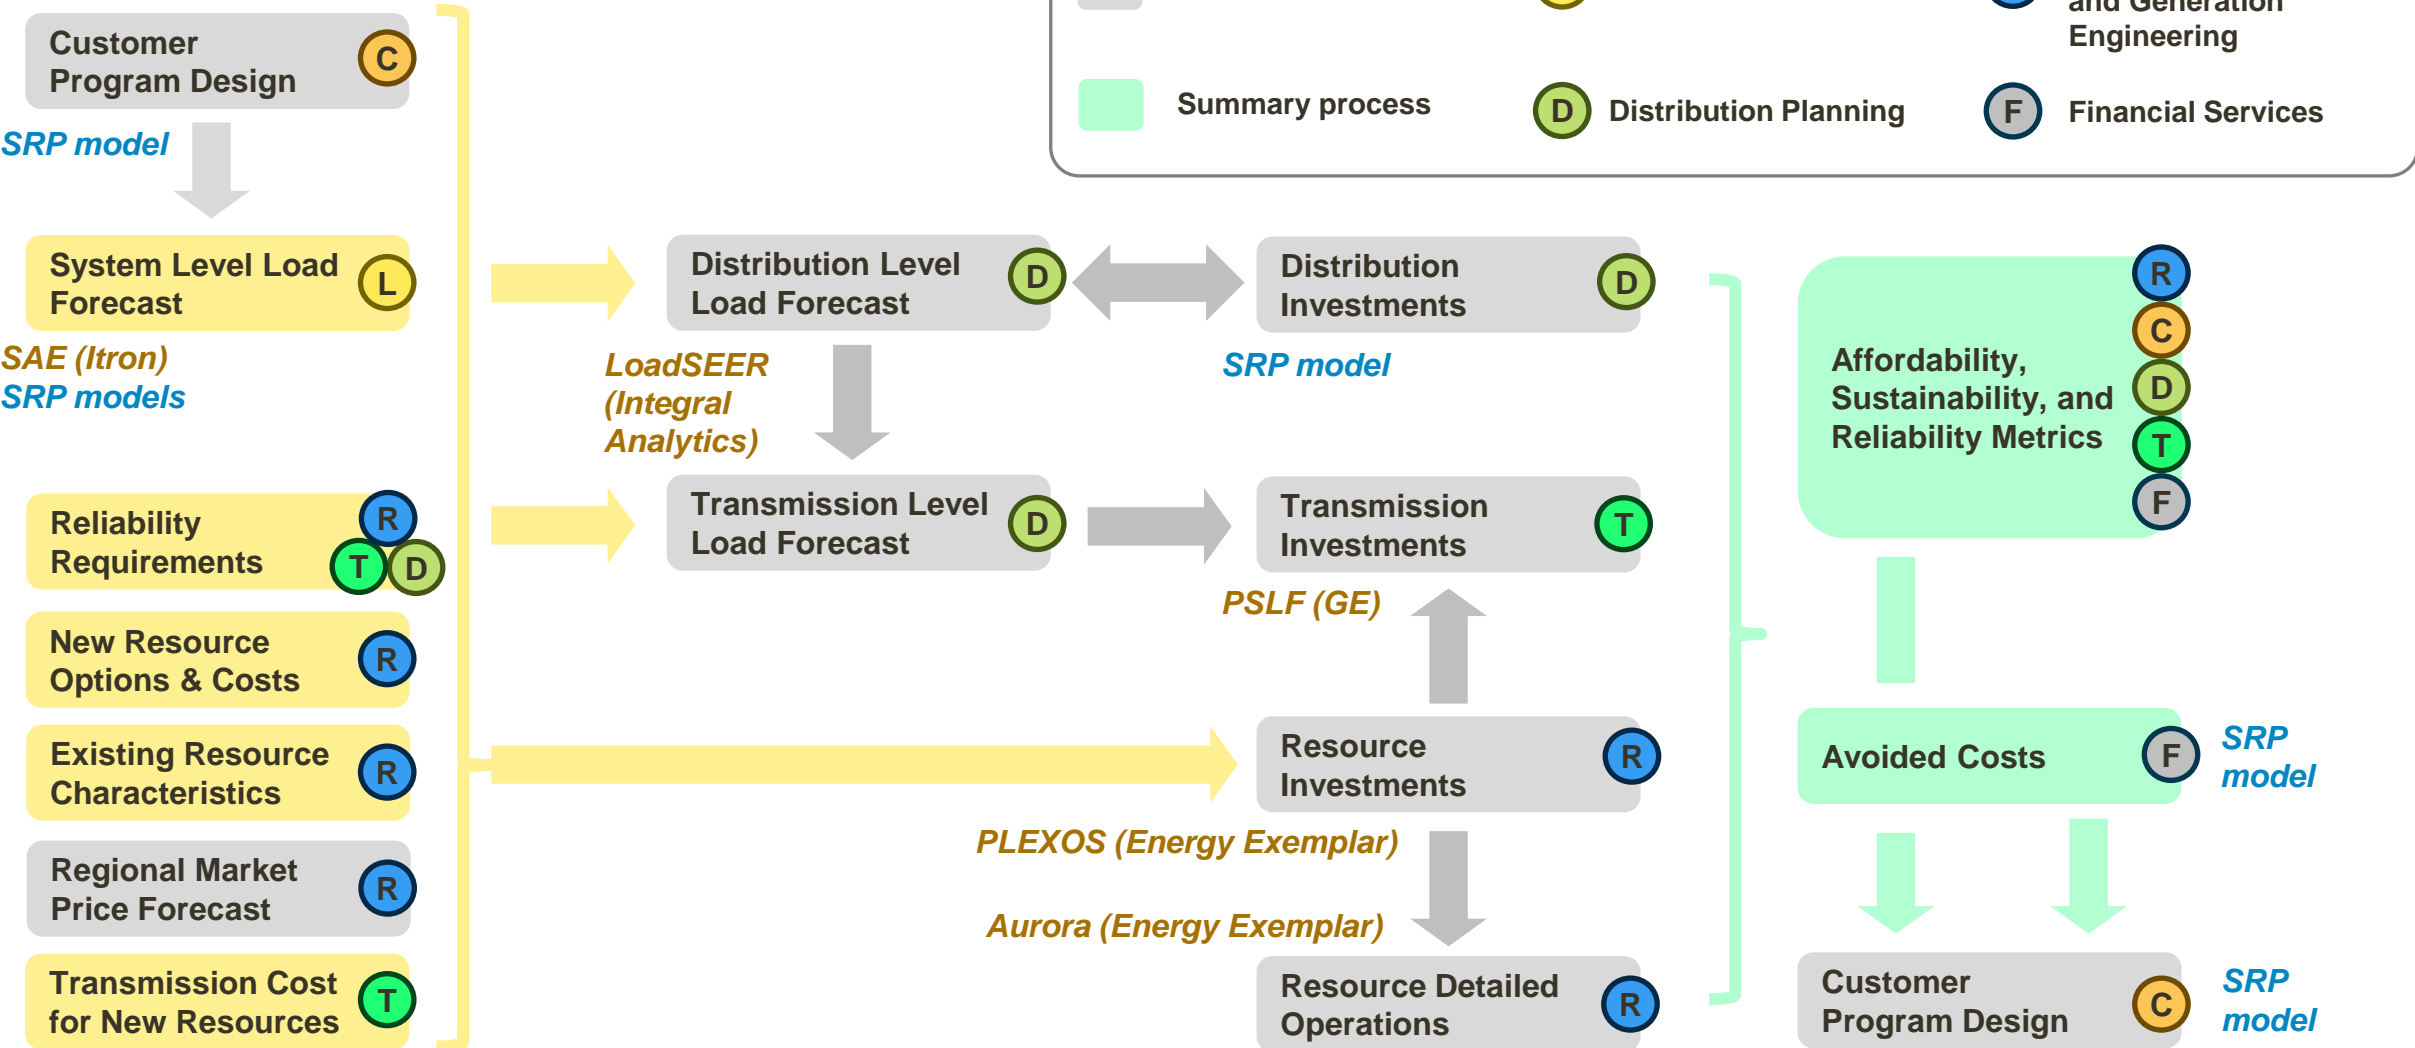 and Generation
Engineering
Summary process
D
Distribution Planning
F
Financial Services
Customer
Program Design
C
SRP model
System Level Load
Forecast
L
SAE (Itron)
SRP models
Reliability
Requirements
R
T
D
New Resource
Options & Costs
R
Existing Resource
Characteristics
R
Regional Market
Price Forecast
R
Transmission Cost
for New Resources
T
Distribution Level
Load Forecast
D
LoadSEER
(Integral
Analytics)
Transmission Level
Load Forecast
D
Distribution
Investments
D
SRP model
Transmission
Investments
T
PSLF (GE)
Resource
Investments
R
PLEXOS (Energy Exemplar)
Aurora (Energy Exemplar)
Resource Detailed
Operations
R
Affordability,
Sustainability, and
Reliability Metrics
R
C
D
T
F
Avoided Costs
F
SRP
model
Customer
Program Design
C
SRP
model